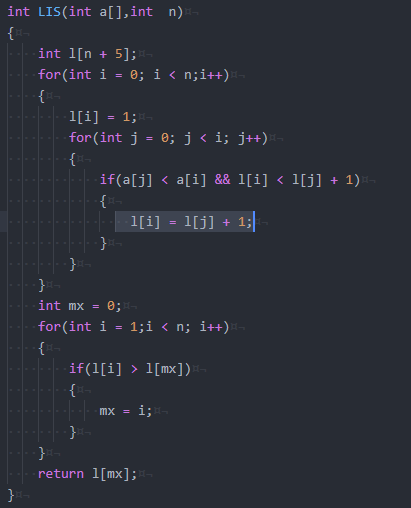 int LIS(int a[],int  n)
{
    int l[n + 5];
    for(int i = 0; i < n;i++)
    {
        l[i] = 1;
        for(int j = 0; j < i; j++)
        {
            if(a[j] < a[i] && l[i] < l[j] + 1)
            {
                l[i] = l[j] + 1;
            }
        }
    }
    int mx = 0;
    for(int i = 1;i < n; i++)
    {
        if(l[i] > l[mx])
        {
            mx = i;
        }
    }
    return l[mx];
}